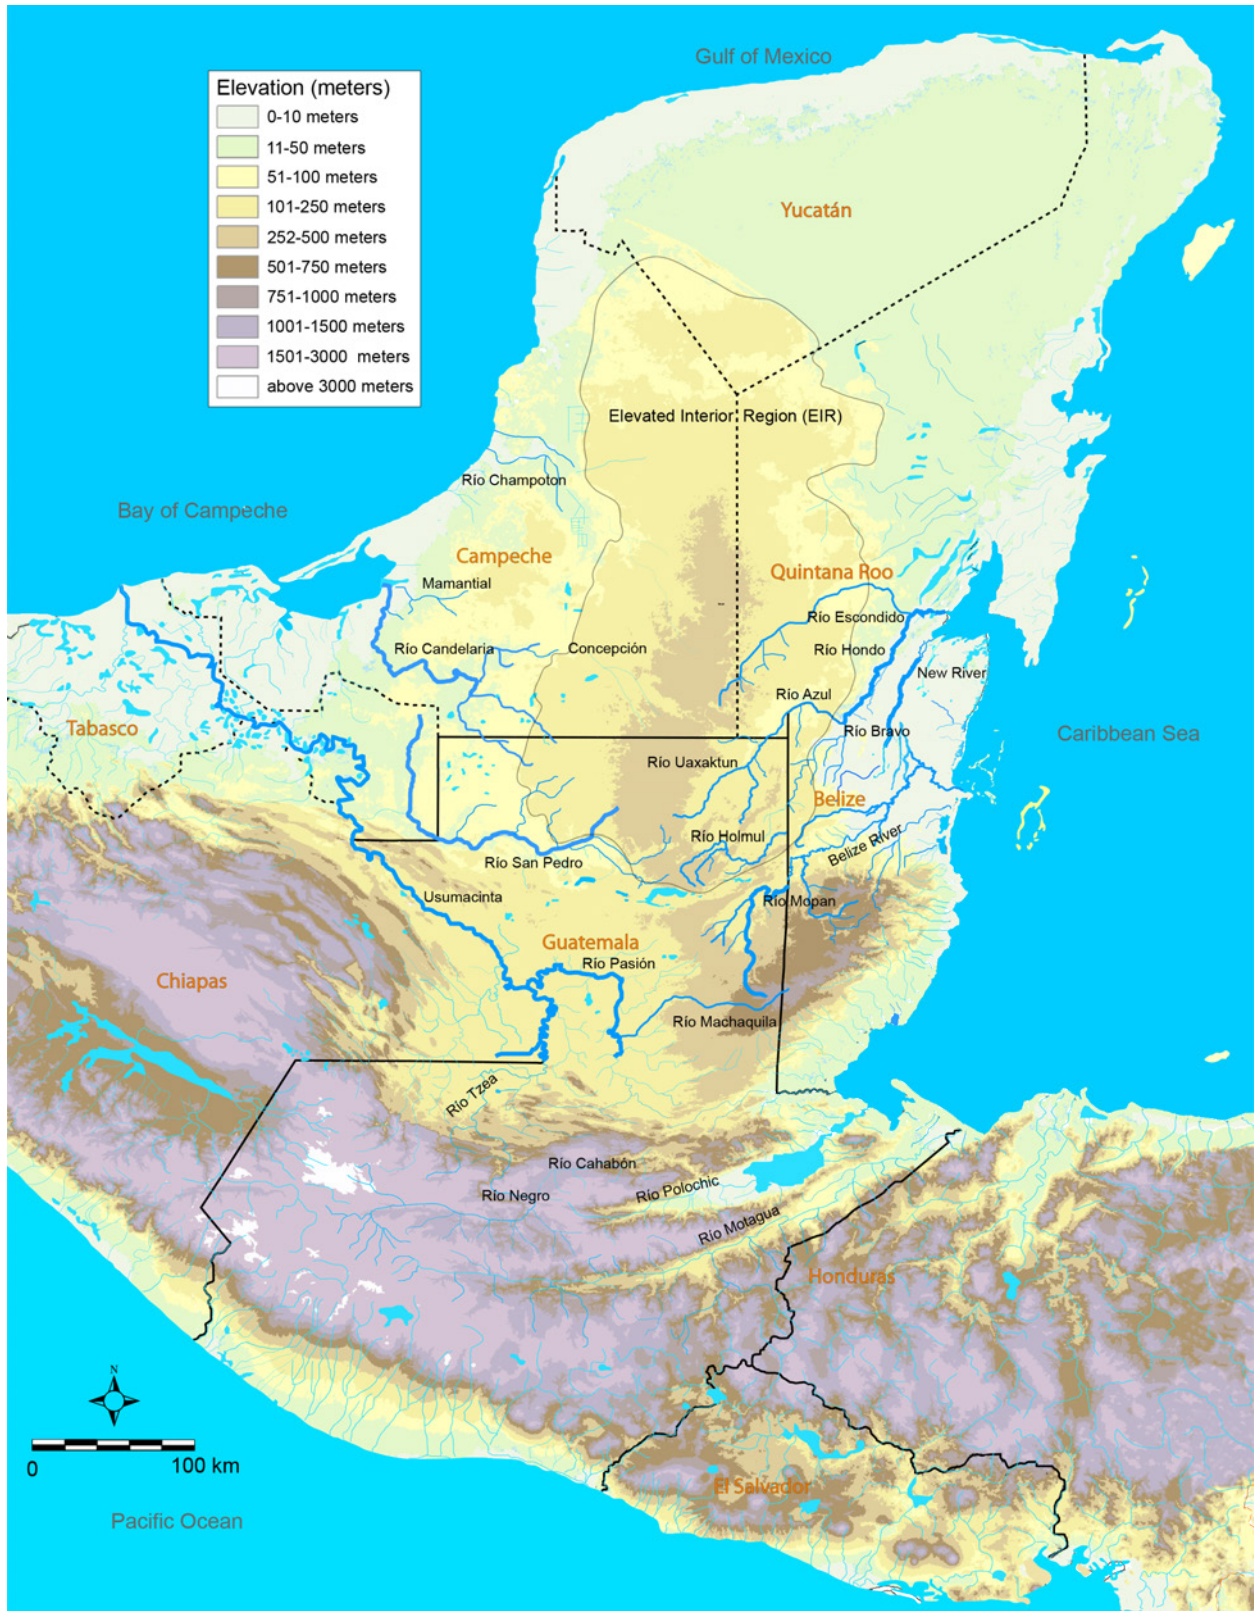 Gulf of Mexico
Elevation (meters)
0-10 meters
11-50 meters
51-100 meters
101-250 meters
252-500 meters
501-750 meters
751-1000 meters
1001-1500 meters
1501-3000 meters
above 3000 meters
Yucatán
Elevated Interior Region (EIR)
Río Champoton
Bay of Campeche
Campeche
Quintana Roo
Mamantial
Río Escondido
Río Candelaria
Concepción
Río Hondo
New River
Río Azul
Tabasco
Río Bravo
Caribbean Sea
Río Uaxaktun
Belize
Río Holmul
Belize River
Río San Pedro
Usumacinta
Río Mopan
Guatemala
Río Pasión
Chiapas
Río Machaquila
Río Tzea
Río Cahabón
Río Polochic
Río Negro
Río Motagua
Honduras
N
0
100 km
El Salvador
Pacific Ocean